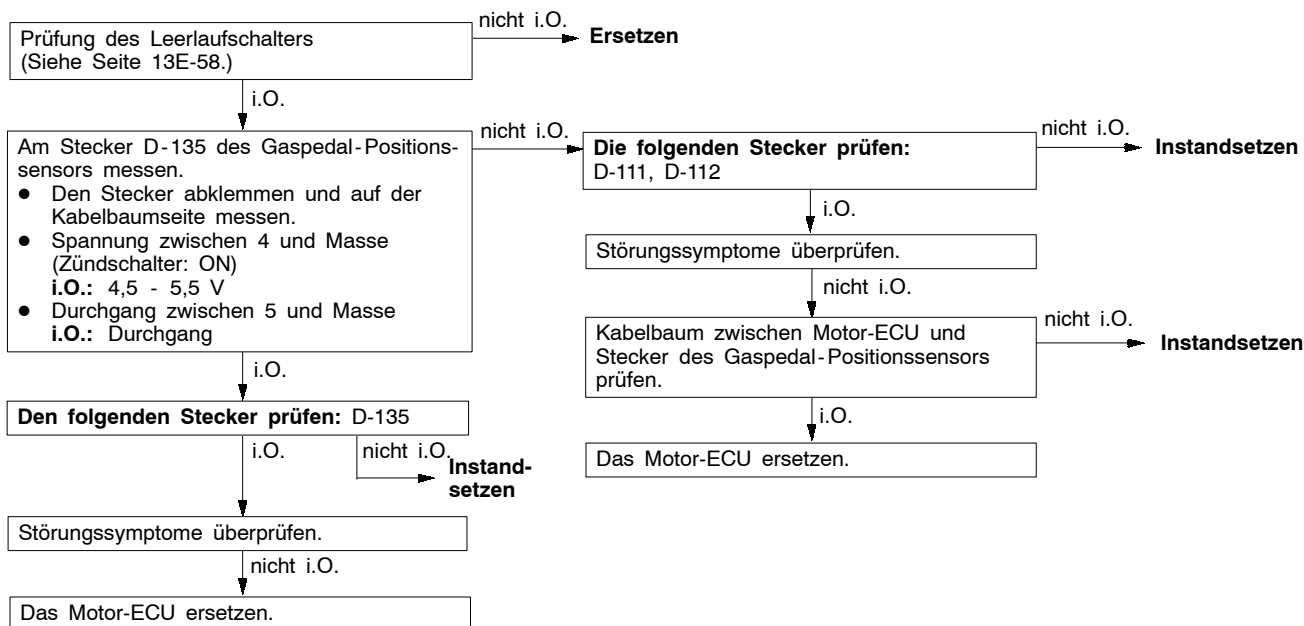 Prüfung des Leerlaufschalters
(Siehe Seite 13E-58.)
nicht i.O.
Ersetzen
i.O.
Am Stecker D-135 des Gaspedal-Positions-
sensors messen.
● Den Stecker abklemmen und auf der
Kabelbaumseite messen.
● Spannung zwischen 4 und Masse
(Zündschalter: ON)
i.O.: 4,5 - 5,5 V
● Durchgang zwischen 5 und Masse
i.O.: Durchgang
nicht i.O.
Die folgenden Stecker prüfen:
D-111, D-112
nicht i.O.
Instandsetzen
i.O.
Störungssymptome überprüfen.
nicht i.O.
Kabelbaum zwischen Motor-ECU und
Stecker des Gaspedal-Positionssensors
prüfen.
nicht i.O.
Instandsetzen
i.O.
Das Motor-ECU ersetzen.
i.O.
Den folgenden Stecker prüfen: D-135
i.O.
nicht i.O.
Instand-
setzen
Störungssymptome überprüfen.
nicht i.O.
Das Motor-ECU ersetzen.